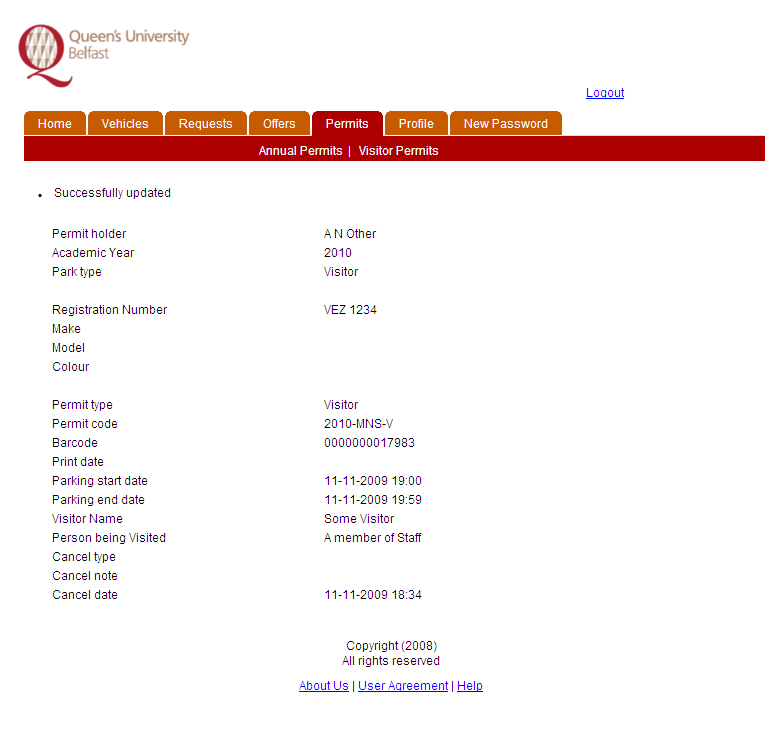 Queen's University
Belfast
Logout
Home Vehicles Requests Offers Permits Profile New Password
Annual Permits | Visitor Permits
• Successfully updated
Permit holder A N Other
Academic Year 2010
Park type Visitor
Registration Number VEZ 1234
Make
Model
Colour
Permit type Visitor
Permit code 2010-MNS-V
Barcode 0000000017983
Print date
Parking start date 11-11-2009 19:00
Parking end date 11-11-2009 19:59
Visitor Name Some Visitor
Person being Visited A member of Staff
Cancel type
Cancel note
Cancel date 11-11-2009 18:34
Copyright (2008)
All rights reserved
About Us | User Agreement | Help